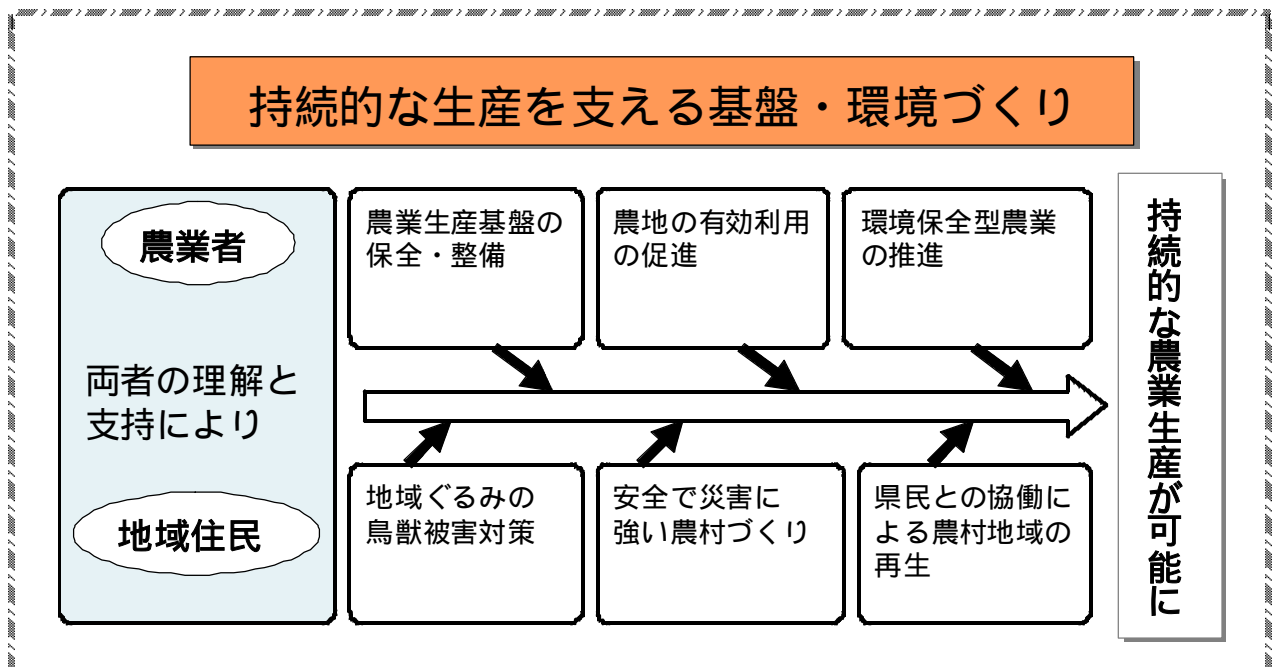 持続的な生産を支える基盤・環境づくり
農業者
両者の理解と
支持により
地域住民
農業生産基盤の
保全・整備
農地の有効利用
の促進
環境保全型農業
の推進
地域ぐるみの
鳥獣被害対策
安全で災害に
強い農村づくり
県民との協働に
よる農村地域の
再生
持続的な農業生産が可能に